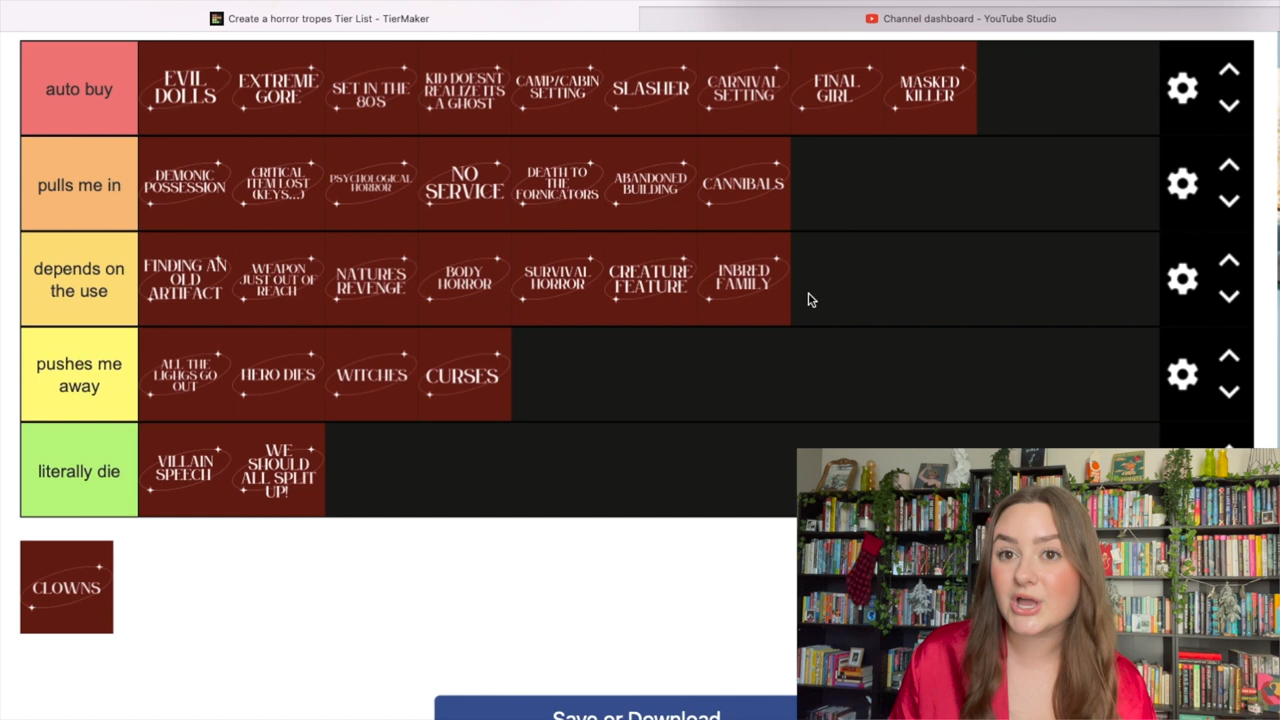 Create a horror tropes Tier List - TierMaker
Channel dashboard - YouTube Studio
auto buy
EVIL
DOLLS
EXTREME
GORE
SET IN THE
80'S
KID DOESNT
REALIZE IT'S
A GHOST
CAMP/CABIN
SETTING
SLASHER
CARNIVAL
SETTING
FINAL
GIRL
MASKED
KILLER
pulls me in
DEMONIC
POSSESSION
CRITICAL
ITEM LOST
(KEYS...)
PSYCHOLOGICAL
HORROR
NO
SERVICE
DEATH TO
THE
FORNICATORS
ABANDONED
BUILDING
CANNIBALS
depends on
the use
FINDING AN
OLD
ARTIFACT
WEAPON
JUST OUT OF
REACH
NATURES
REVENGE
BODY
HORROR
SURVIVAL
HORROR
CREATURE
FEATURE
INBRED
FAMILY
pushes me
away
ALL THE
LIGHGS GO
OUT
HERO DIES
WITCHES
CURSES
literally die
VILLAIN
SPEECH
WE
SHOULD
ALL SPLIT
UP!
CLOWNS
Save or Download